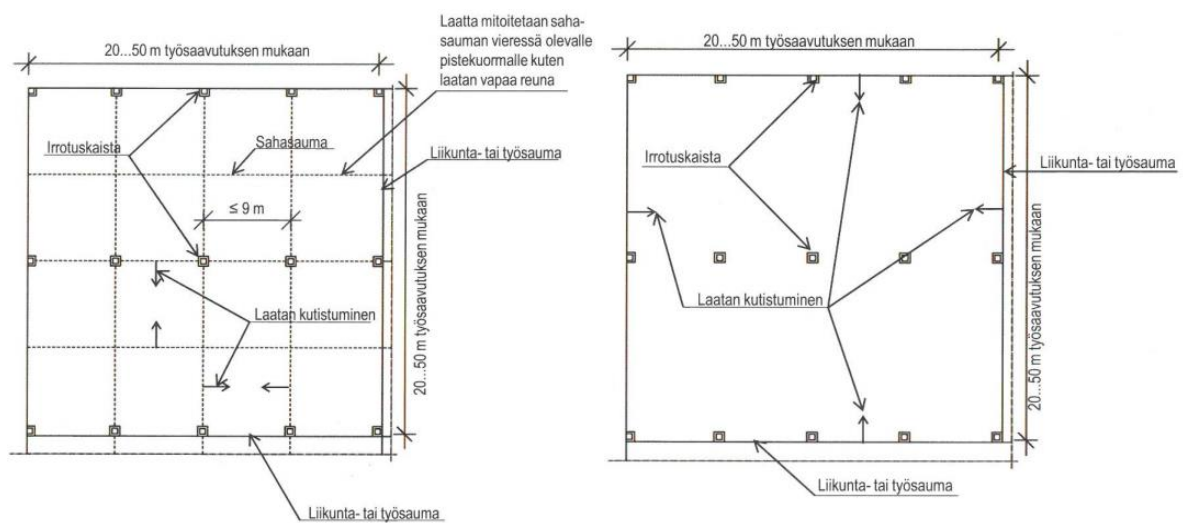 Laatta mitoitetaan saha-
sauman vieressä olevalle
pistekuormalle kuten
laatan vapaa reuna
20...50 m työsaavutuksen mukaan
Irrotuskaista
Sahasauma
Liikunta- tai työsauma
≤ 9 m
Laatan kutistuminen
20...50 m työsaavutuksen mukaan
Liikunta- tai työsauma
20...50 m työsaavutuksen mukaan
Irrotuskaista
Liikunta- tai työsauma
Laatan kutistuminen
20...50 m työsaavutuksen mukaan
Liikunta- tai työsauma